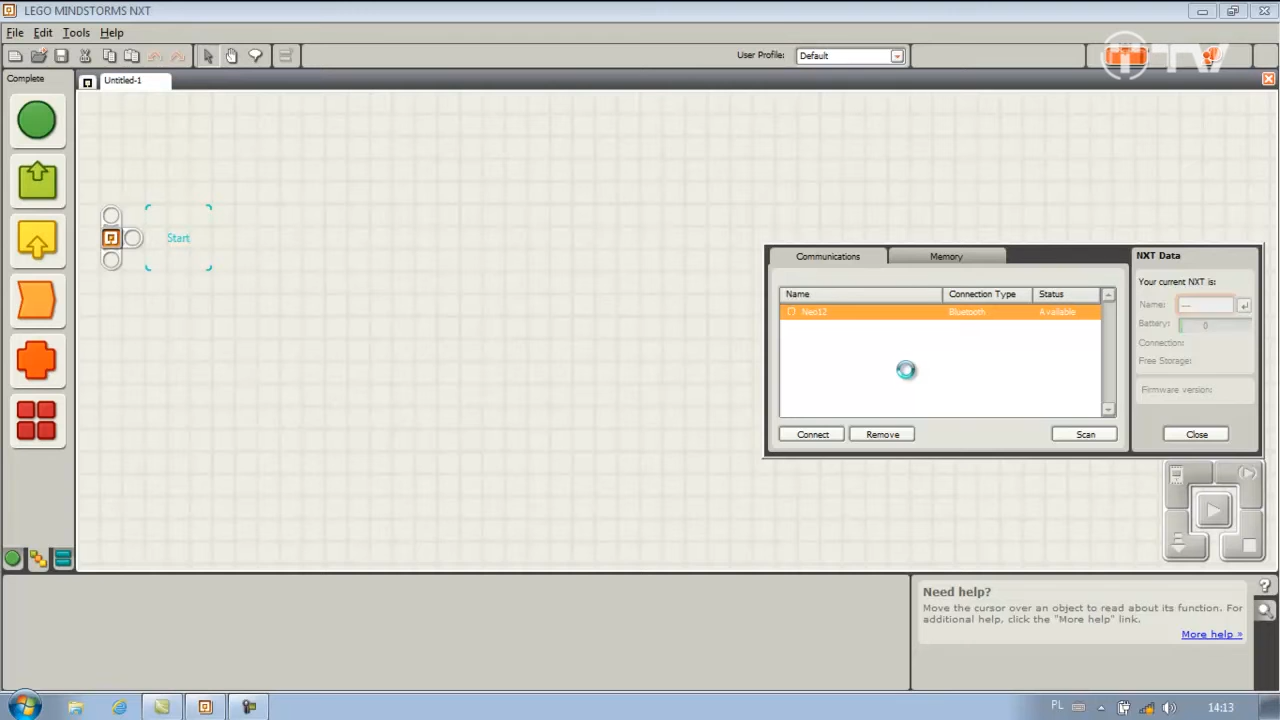 LEGO MINDSTORMS NXT
File Edit Tools Help
User Profile: Default
TV
Complete
Untitled-1
Start
Communications Memory
NXT Data
Your current NXT is:
Name Connection Type Status
Name: ---
Neo12 Bluetooth Available
Battery: 0
Connection:
Free Storage:
Firmware version:
Connect Remove Scan Close
Need help?
Move the cursor over an object to read about its function. For
additional help, click the "More help" link.
More help »
PL 14:13